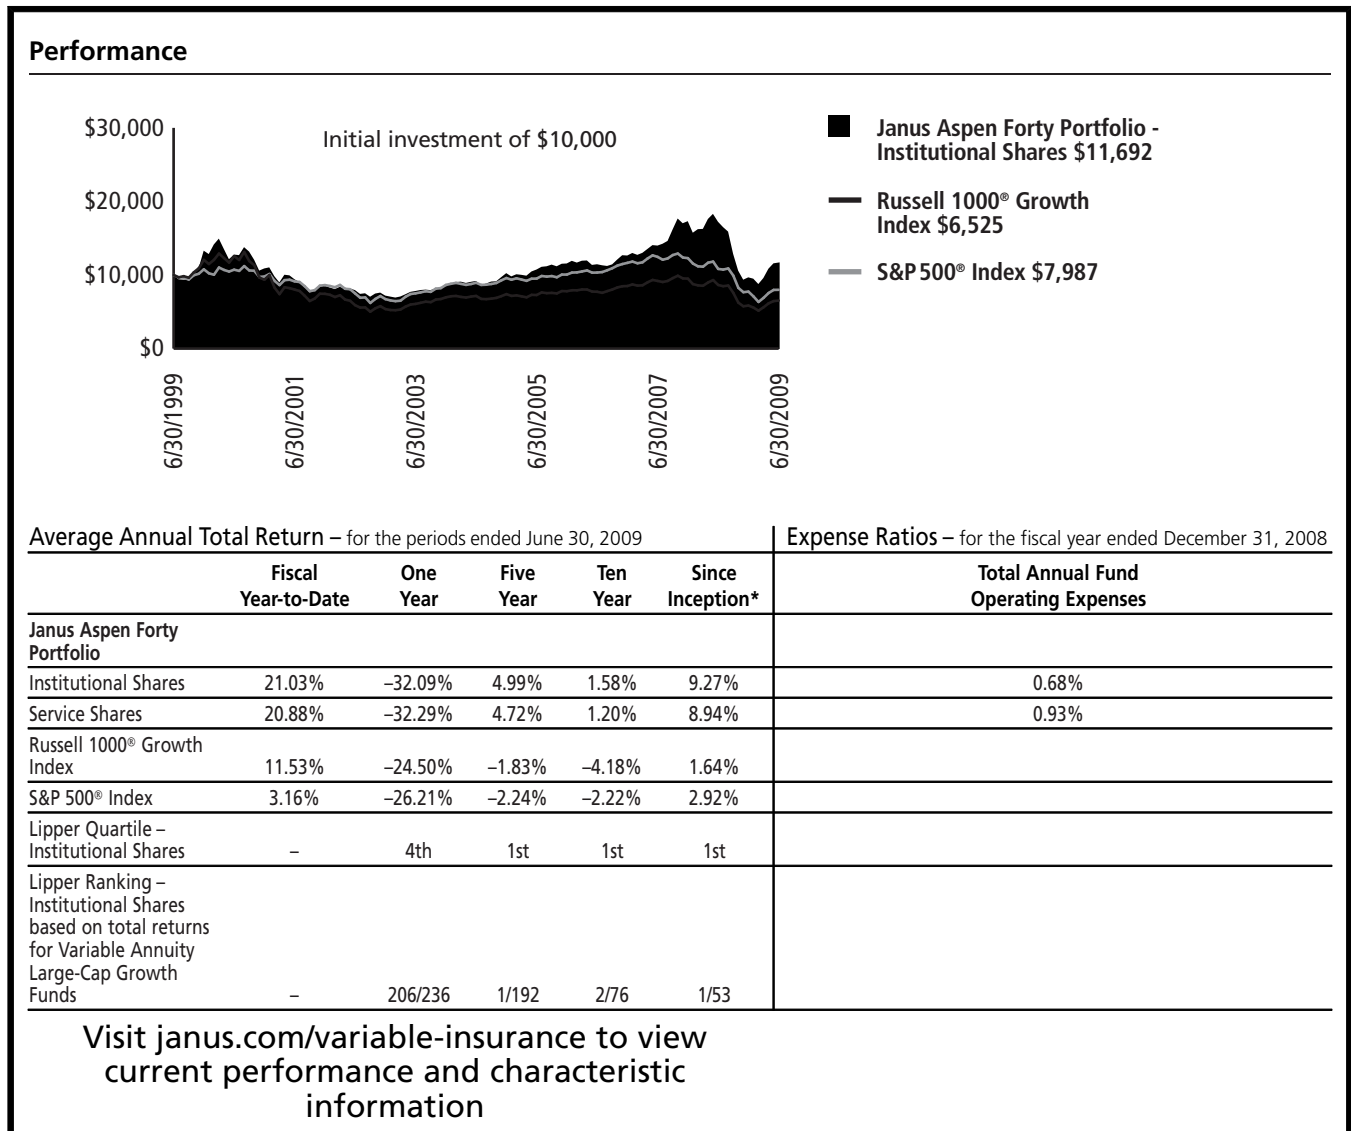 Performance
$30,000
$20,000
$10,000
$0
Initial investment of $10,000
6/30/1999
6/30/2001
6/30/2003
6/30/2005
6/30/2007
6/30/2009
Janus Aspen Forty Portfolio -
Institutional Shares $11,692
Russell 1000® Growth
Index $6,525
S&P 500® Index $7,987
Average Annual Total Return – for the periods ended June 30, 2009 Expense Ratios – for the fiscal year ended December 31, 2008
Fiscal One Five Ten Since Total Annual Fund
Year-to-Date Year Year Year Inception* Operating Expenses
Janus Aspen Forty
Portfolio
Institutional Shares 21.03% –32.09% 4.99% 1.58% 9.27% 0.68%
Service Shares 20.88% –32.29% 4.72% 1.20% 8.94% 0.93%
Russell 1000® Growth
Index 11.53% –24.50% –1.83% –4.18% 1.64%
S&P 500® Index 3.16% –26.21% –2.24% –2.22% 2.92%
Lipper Quartile –
Institutional Shares – 4th 1st 1st 1st
Lipper Ranking –
Institutional Shares
based on total returns
for Variable Annuity
Large-Cap Growth
Funds – 206/236 1/192 2/76 1/53
Visit janus.com/variable-insurance to view
current performance and characteristic
information